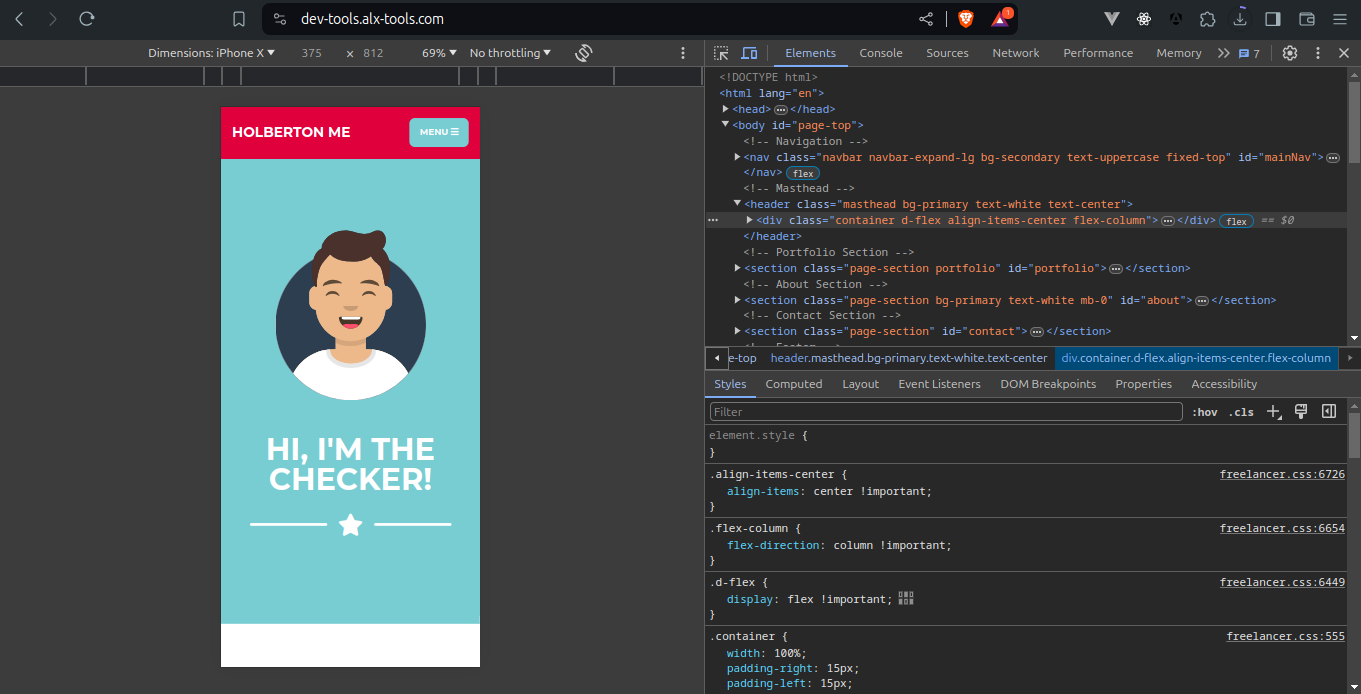 dev-tools.alx-tools.com
1
Dimensions: iPhone X ▼ 375 × 812 69% ▼ No throttling ▼
Elements Console Sources Network Performance Memory 7
HOLBERTON ME
MENU
HI, I'M THE
CHECKER!
<!DOCTYPE html>
<html lang="en">
▶<head>…</head>
▼<body id="page-top">
<!-- Navigation -->
▶<nav class="navbar navbar-expand-lg bg-secondary text-uppercase fixed-top" id="mainNav">…
</nav> flex
<!-- Masthead -->
▼<header class="masthead bg-primary text-white text-center">
… ▶<div class="container d-flex align-items-center flex-column">…</div> flex == $0
</header>
<!-- Portfolio Section -->
▶<section class="page-section portfolio" id="portfolio">…</section>
<!-- About Section -->
▶<section class="page-section bg-primary text-white mb-0" id="about">…</section>
<!-- Contact Section -->
▶<section class="page-section" id="contact">…</section>
e-top header.masthead.bg-primary.text-white.text-center div.container.d-flex.align-items-center.flex-column
Styles Computed Layout Event Listeners DOM Breakpoints Properties Accessibility
Filter :hov .cls
element.style {
}
.align-items-center { freelancer.css:6726
align-items: center !important;
}
.flex-column { freelancer.css:6654
flex-direction: column !important;
}
.d-flex { freelancer.css:6449
display: flex !important;
}
.container { freelancer.css:555
width: 100%;
padding-right: 15px;
padding-left: 15px;